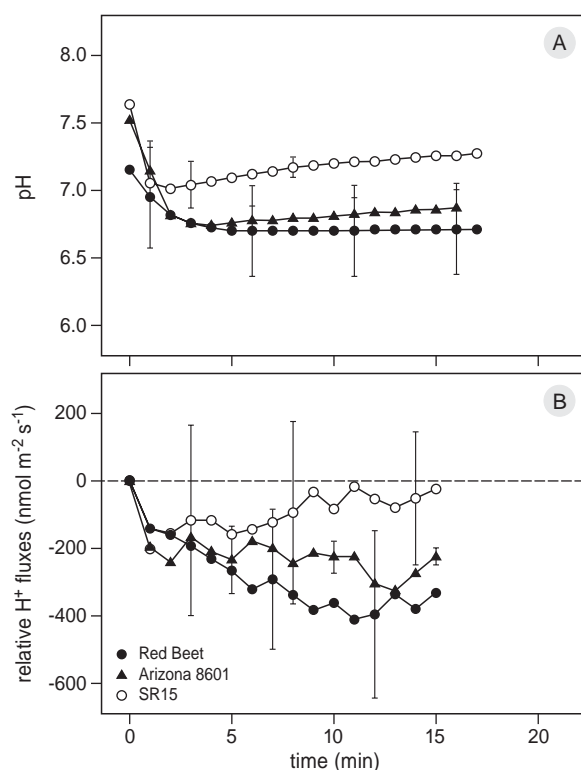 A
8.0
7.5
7.0
6.5
6.0
pH
B
200
0
-200
-400
-600
relative H⁺ fluxes (nmol m⁻² s⁻¹)
Red Beet
Arizona 8601
SR15
0 5 10 15 20
time (min)